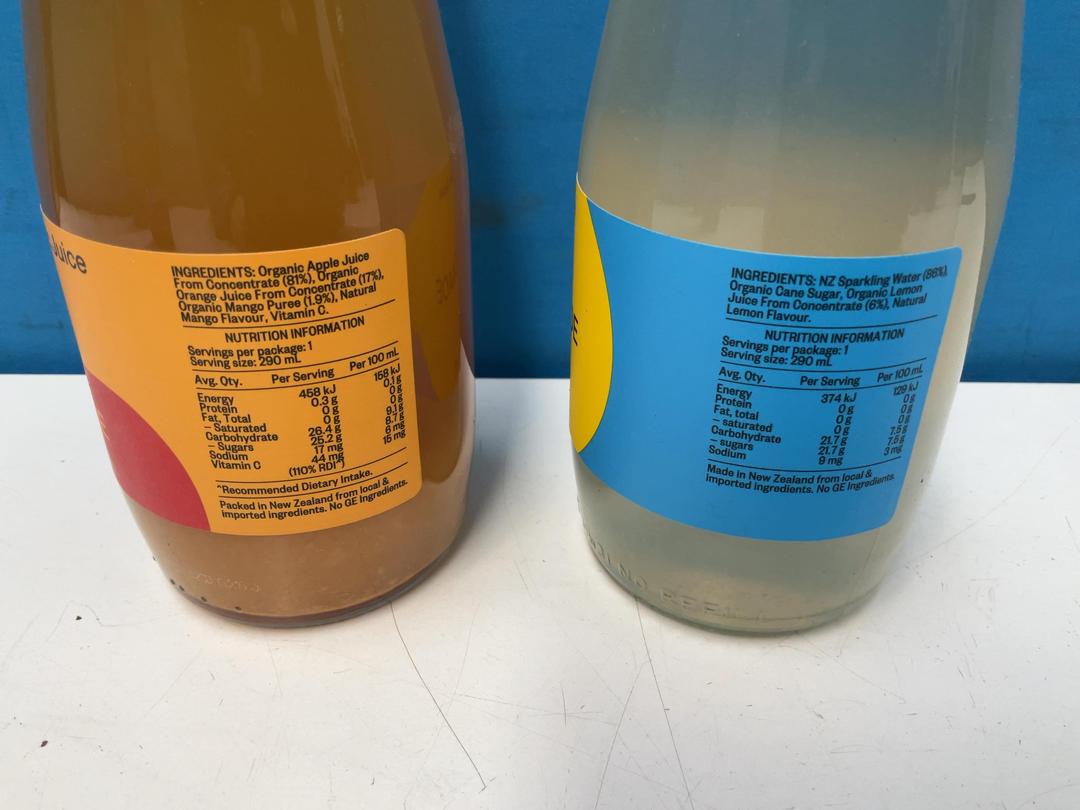 Juice
INGREDIENTS: Organic Apple Juice
From Concentrate (81%), Organic
Orange Juice From Concentrate (17%),
Organic Mango Puree (1.9%), Natural
Mango Flavour, Vitamin C.
NUTRITION INFORMATION
Servings per package: 1
Serving size: 290 mL
Avg. Qty. Per Serving Per 100 mL
Energy 458 kJ 158 kJ
Protein 0.3 g 0.1 g
Fat, Total 0 g 0 g
– Saturated 0 g 0 g
Carbohydrate 26.4 g 9.1 g
– Sugars 25.2 g 8.7 g
Sodium 17 mg 6 mg
Vitamin C 44 mg 15 mg
(110% RDI^)
^Recommended Dietary Intake.
Packed in New Zealand from local &
imported ingredients. No GE Ingredients.
INGREDIENTS: NZ Sparkling Water (86%),
Organic Cane Sugar, Organic Lemon
Juice From Concentrate (6%), Natural
Lemon Flavour.
NUTRITION INFORMATION
Servings per package: 1
Serving size: 290 mL
Avg. Qty. Per Serving Per 100 mL
Energy 374 kJ 129 kJ
Protein 0 g 0 g
Fat, total 0 g 0 g
– saturated 0 g 0 g
Carbohydrate 21.7 g 7.5 g
– sugars 21.7 g 7.5 g
Sodium 9 mg 3 mg
Made in New Zealand from local &
imported ingredients. No GE Ingredients.